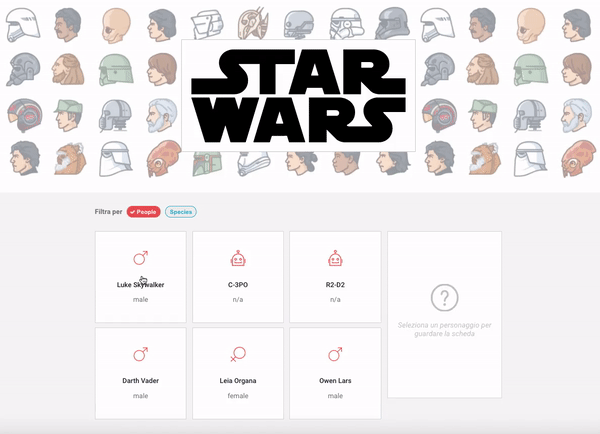 STAR
WARS
Filtra per People Species
Luke Skywalker
male
C-3PO
n/a
R2-D2
n/a
Seleziona un personaggio per
guardare la scheda
Darth Vader
male
Leia Organa
female
Owen Lars
male